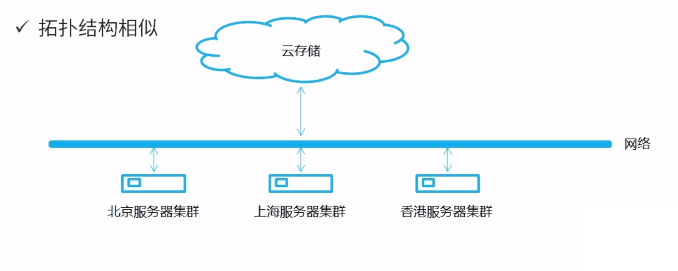 ✓ 拓扑结构相似
云存储
网络
北京服务器集群
上海服务器集群
香港服务器集群